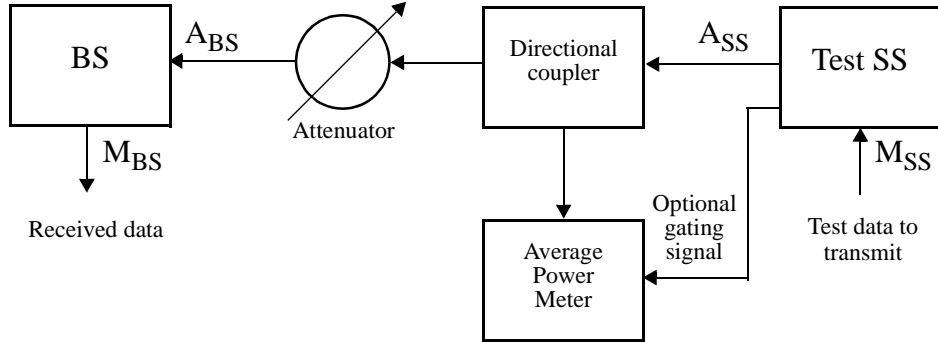 BS
A_BS
Attenuator
Directional
coupler
A_SS
Test SS
M_BS
Received data
Average
Power
Meter
Optional
gating
signal
M_SS
Test data to
transmit